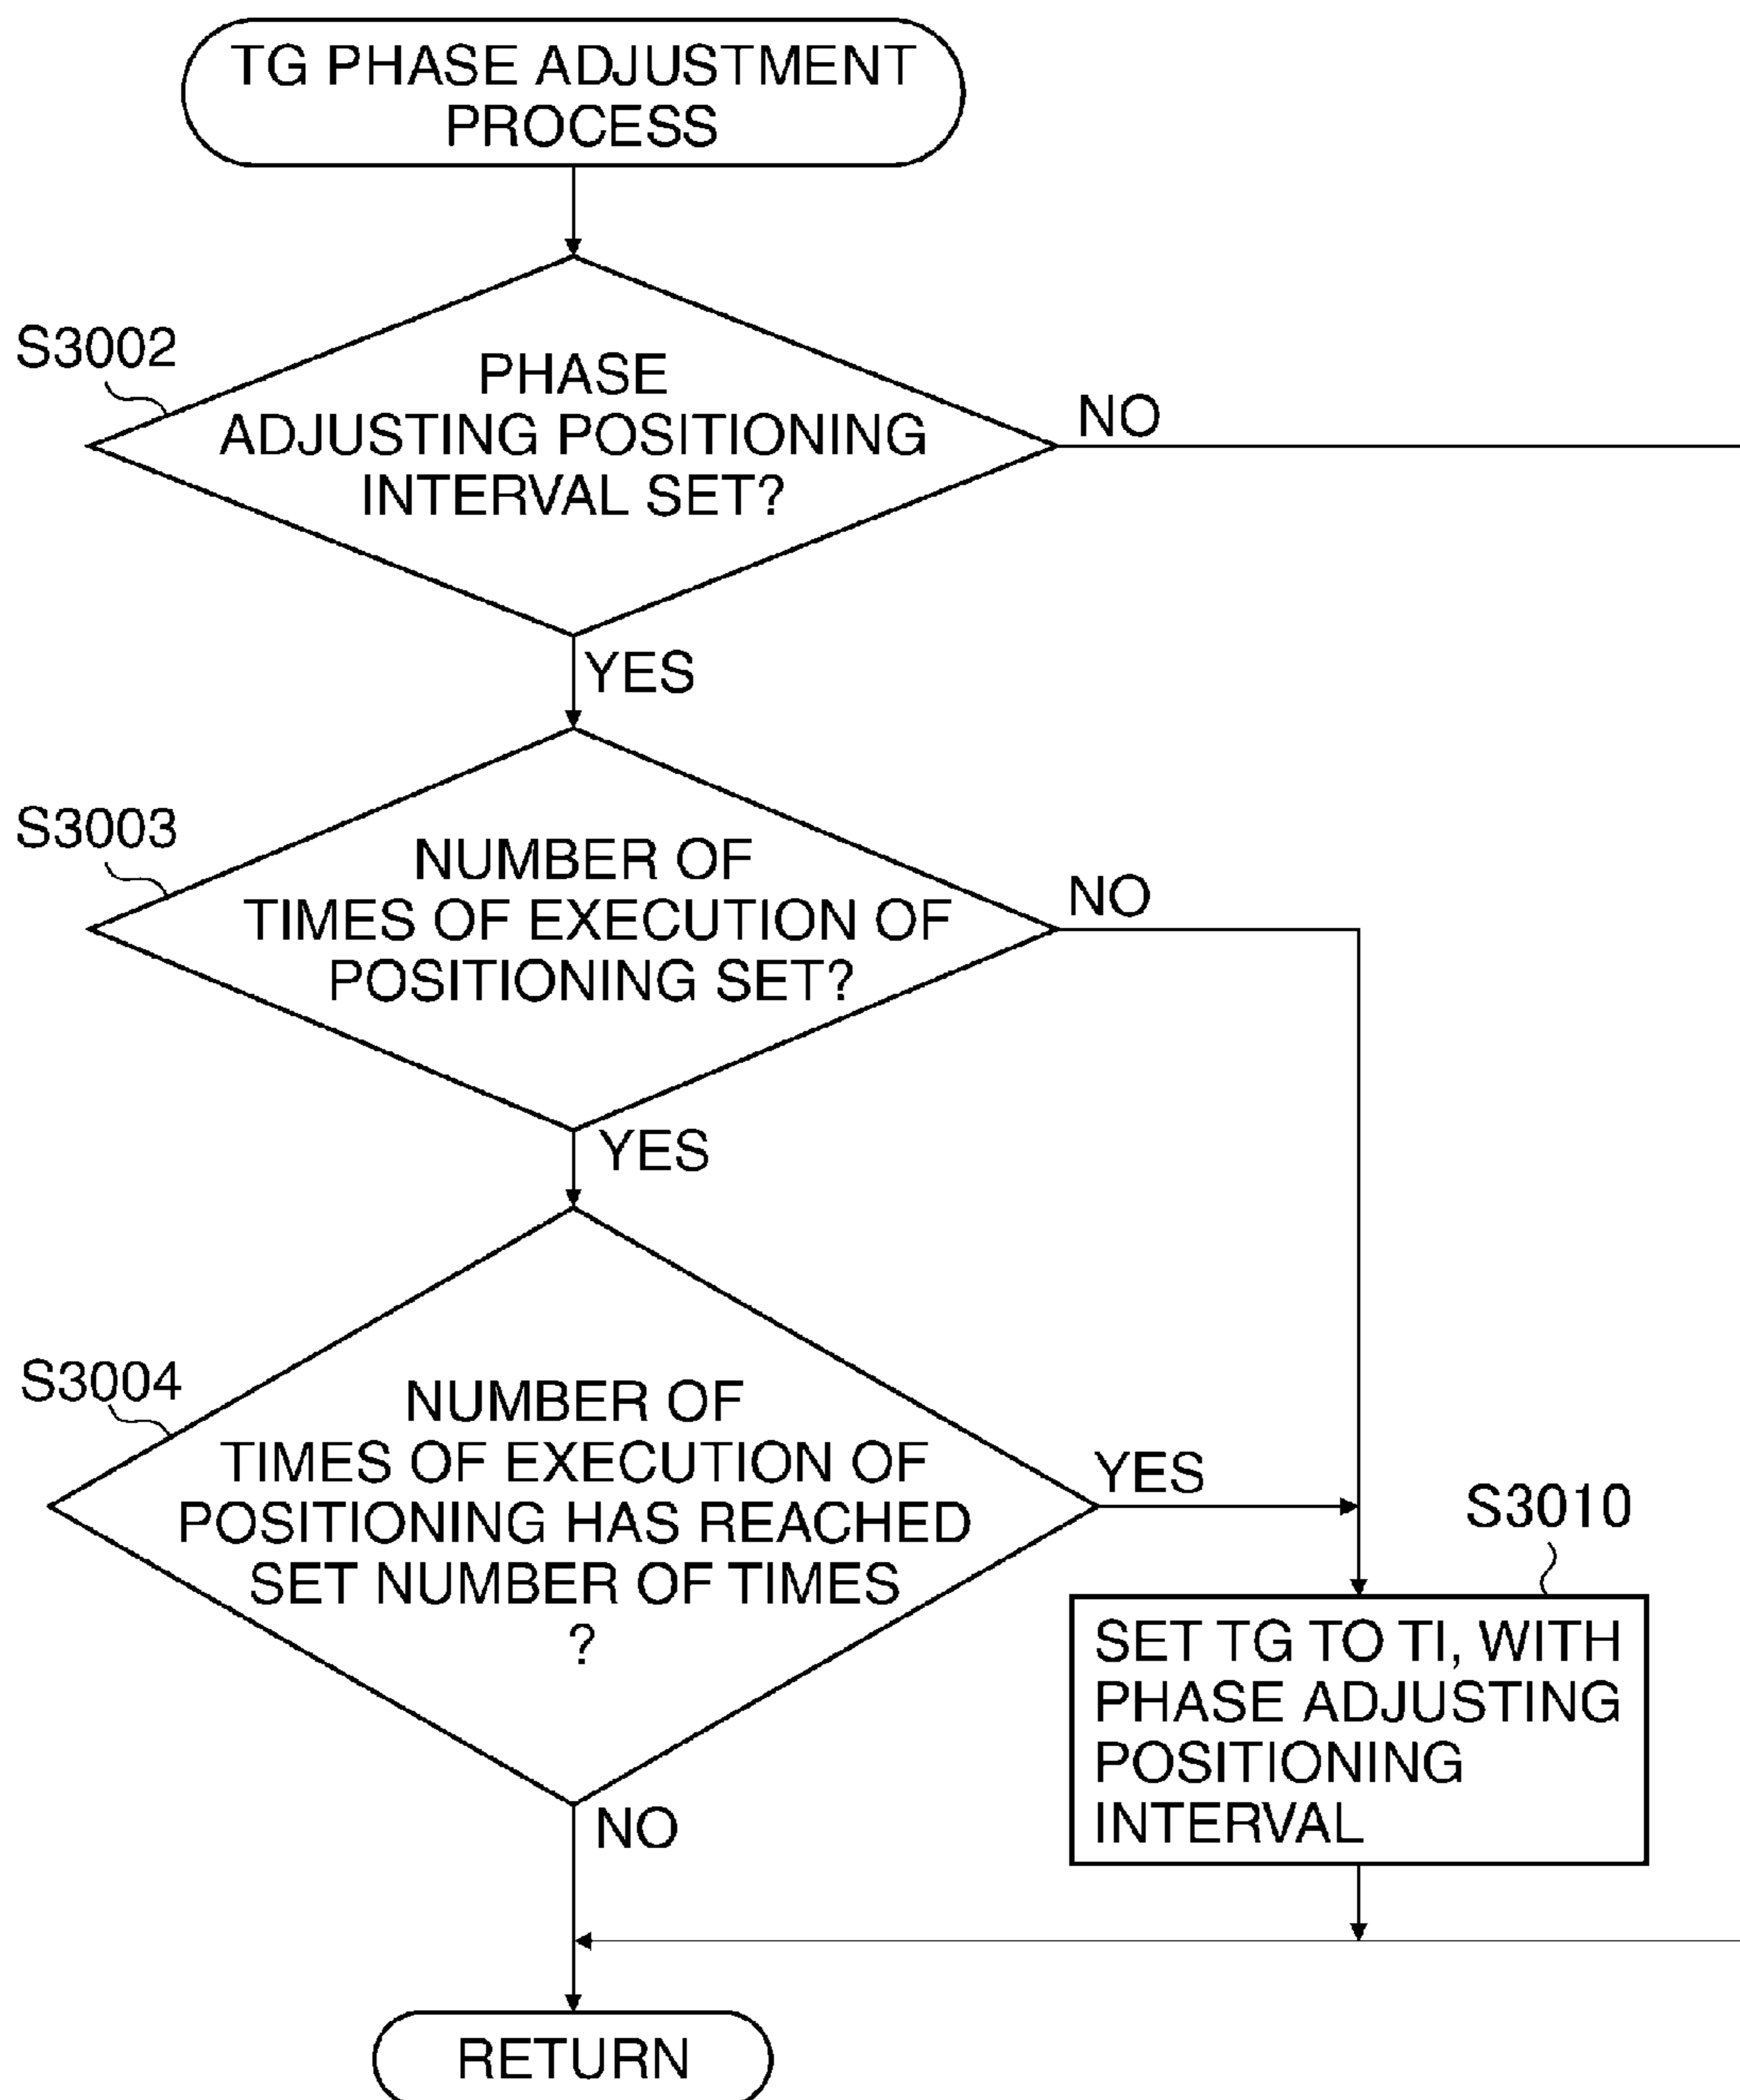 TG PHASE ADJUSTMENT
PROCESS
S3002
PHASE
ADJUSTING POSITIONING
INTERVAL SET?
NO
YES
S3003
NUMBER OF
TIMES OF EXECUTION OF
POSITIONING SET?
NO
YES
S3004
NUMBER OF
TIMES OF EXECUTION OF
POSITIONING HAS REACHED
SET NUMBER OF TIMES
?
YES
NO
S3010
SET TG TO TI, WITH
PHASE ADJUSTING
POSITIONING
INTERVAL
RETURN